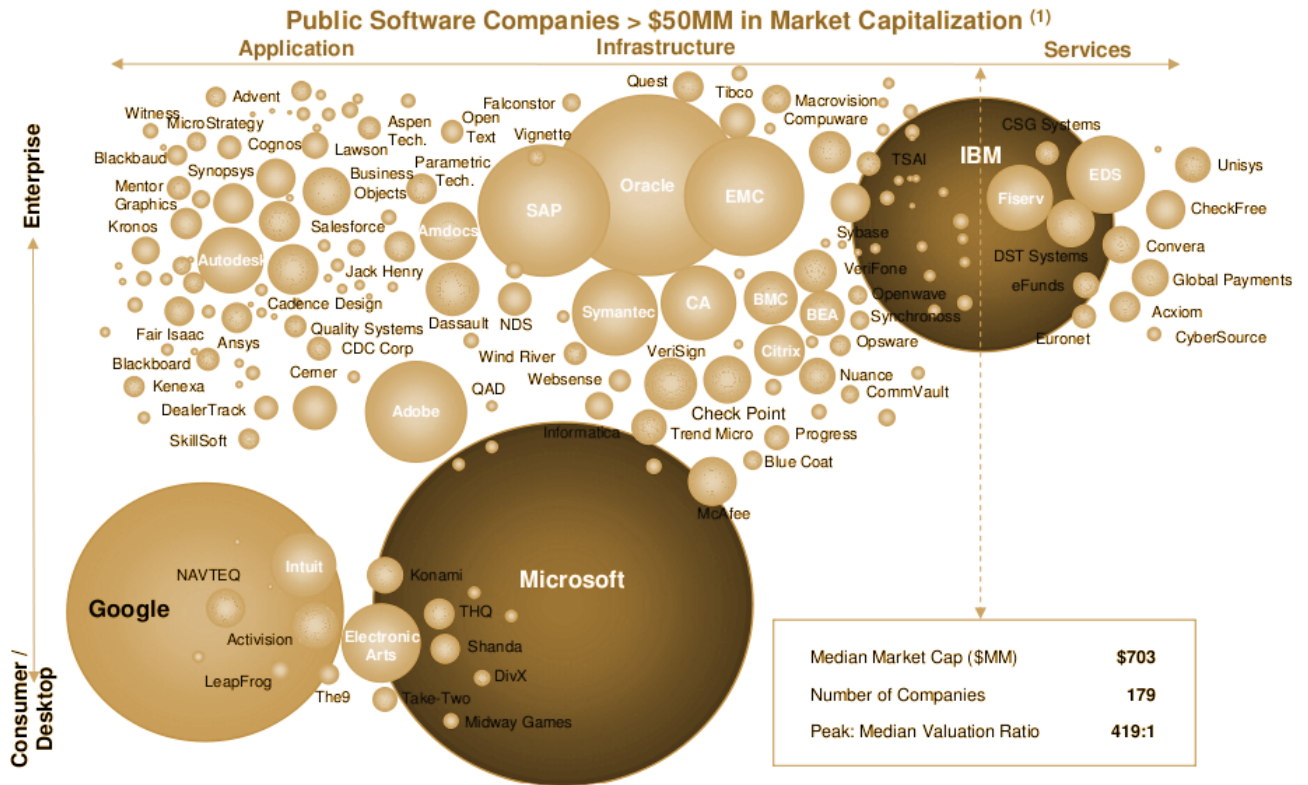 Public Software Companies > $50MM in Market Capitalization (1)
Application
Infrastructure
Services
Enterprise
Consumer /
Desktop
Quest
Tibco
Advent
Falconstor
Macrovision
Witness
MicroStrategy
Aspen
Tech.
Open
Text
Compuware
CSG Systems
Cognos
Lawson
Vignette
Blackbaud
Synopsys
Parametric
Tech.
TSAI
IBM
Unisys
Business
Objects
Oracle
EMC
EDS
Mentor
Graphics
SAP
Fiserv
CheckFree
Kronos
Salesforce
Amdocs
Sybase
Convera
Autodesk
Jack Henry
VeriFone
DST Systems
Global Payments
Cadence Design
Dassault
NDS
Symantec
CA
BMC
BEA
Openwave
eFunds
Acxiom
Fair Isaac
Ansys
Quality Systems
CDC Corp
Synchronoss
Euronet
CyberSource
Wind River
VeriSign
Citrix
Opsware
Blackboard
Cerner
Kenexa
Websense
Nuance
CommVault
QAD
DealerTrack
Adobe
Check Point
SkillSoft
Informatica
Trend Micro
Progress
Blue Coat
McAfee
Intuit
NAVTEQ
Konami
Microsoft
Google
THQ
Activision
Electronic
Arts
Shanda
LeapFrog
The9
DivX
Take-Two
Midway Games
Median Market Cap ($MM) $703
Number of Companies 179
Peak: Median Valuation Ratio 419:1